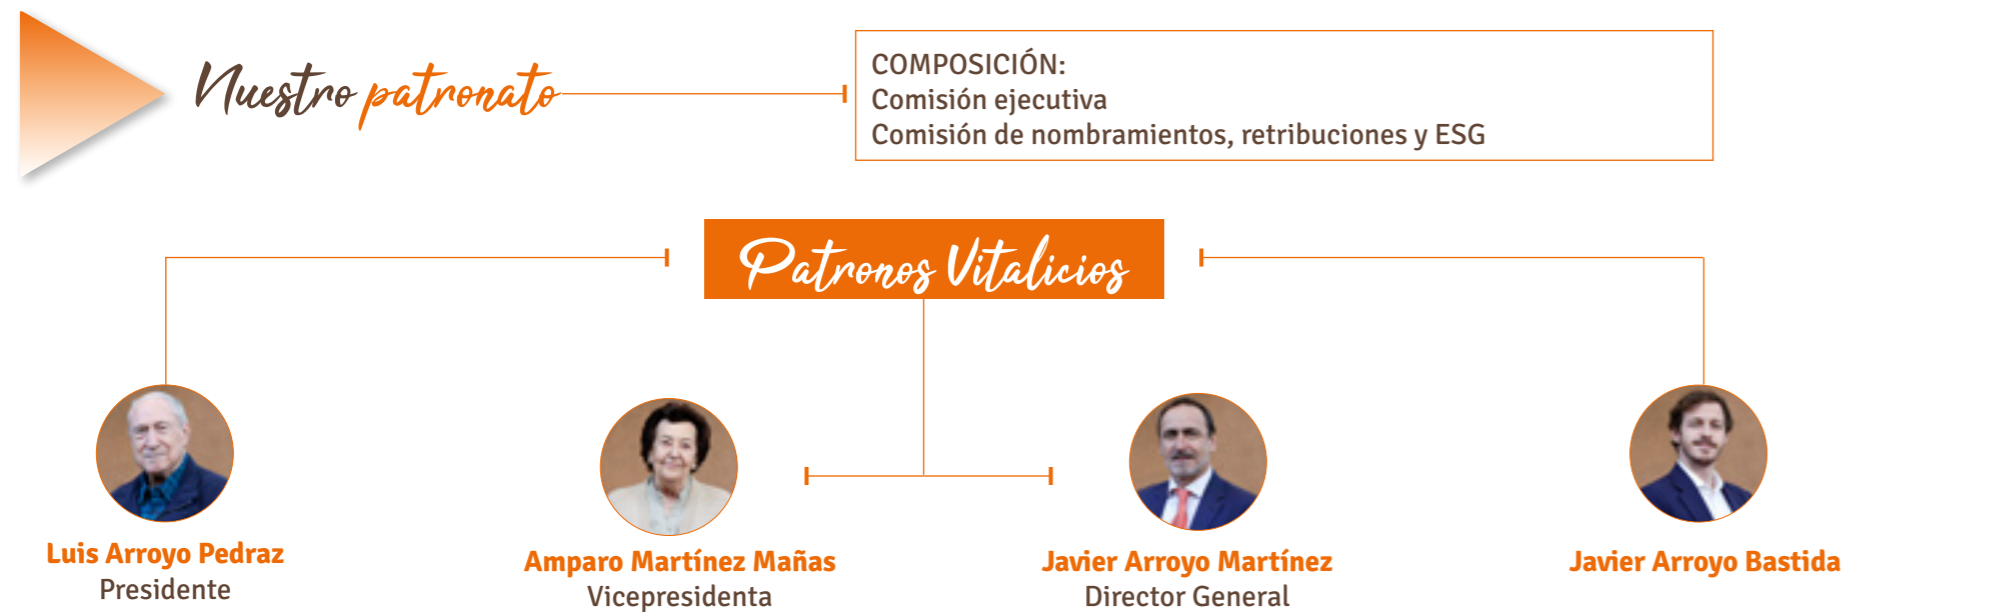 Nuestro patronato
COMPOSICIÓN:
Comisión ejecutiva
Comisión de nombramientos, retribuciones y ESG
Patronos Vitalicios
Luis Arroyo Pedraz
Presidente
Amparo Martínez Mañas
Vicepresidenta
Javier Arroyo Martínez
Director General
Javier Arroyo Bastida